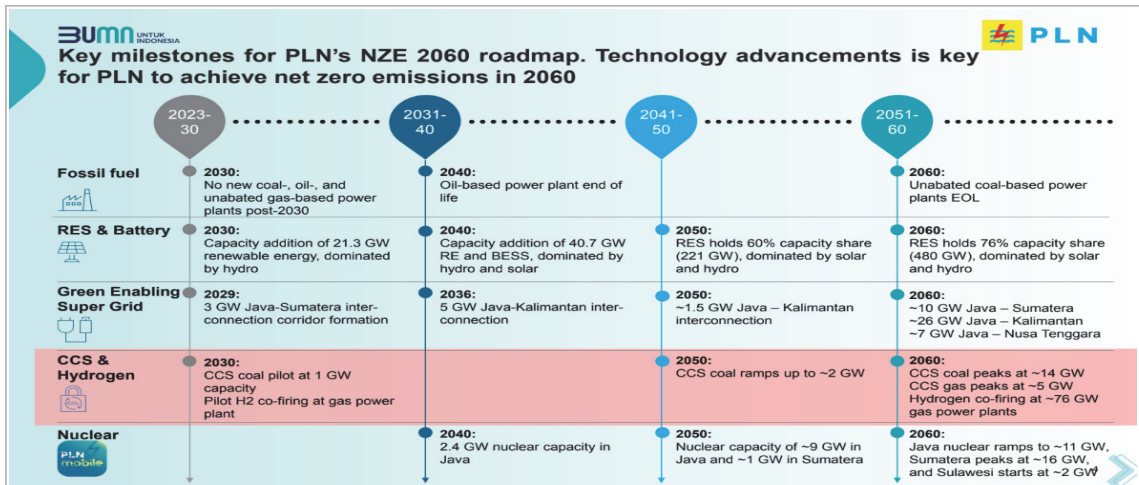 BUMN UNTUK
INDONESIA
PLN
Key milestones for PLN's NZE 2060 roadmap. Technology advancements is key
for PLN to achieve net zero emissions in 2060
2023-
30
2031-
40
2041-
50
2051-
60
Fossil fuel
2030:
No new coal-, oil-, and
unabated gas-based power
plants post-2030
2040:
Oil-based power plant end of
life
2060:
Unabated coal-based power
plants EOL
RES & Battery
2030:
Capacity addition of 21.3 GW
renewable energy, dominated
by hydro
2040:
Capacity addition of 40.7 GW
RE and BESS, dominated by
hydro and solar
2050:
RES holds 60% capacity share
(221 GW), dominated by solar
and hydro
2060:
RES holds 76% capacity share
(480 GW), dominated by solar
and hydro
Green Enabling
Super Grid
2029:
3 GW Java-Sumatera inter-
connection corridor formation
2036:
5 GW Java-Kalimantan inter-
connection
2050:
~1.5 GW Java – Kalimantan
interconnection
2060:
~10 GW Java – Sumatera
~26 GW Java – Kalimantan
~7 GW Java – Nusa Tenggara
CCS &
Hydrogen
2030:
CCS coal pilot at 1 GW
capacity
Pilot H2 co-firing at gas power
plant
2050:
CCS coal ramps up to ~2 GW
2060:
CCS coal peaks at ~14 GW
CCS gas peaks at ~5 GW
Hydrogen co-firing at ~76 GW
gas power plants
Nuclear
PLN
mobile
2040:
2.4 GW nuclear capacity in
Java
2050:
Nuclear capacity of ~9 GW in
Java and ~1 GW in Sumatera
2060:
Java nuclear ramps to ~11 GW,
Sumatera peaks at ~16 GW,
and Sulawesi starts at ~2 GW